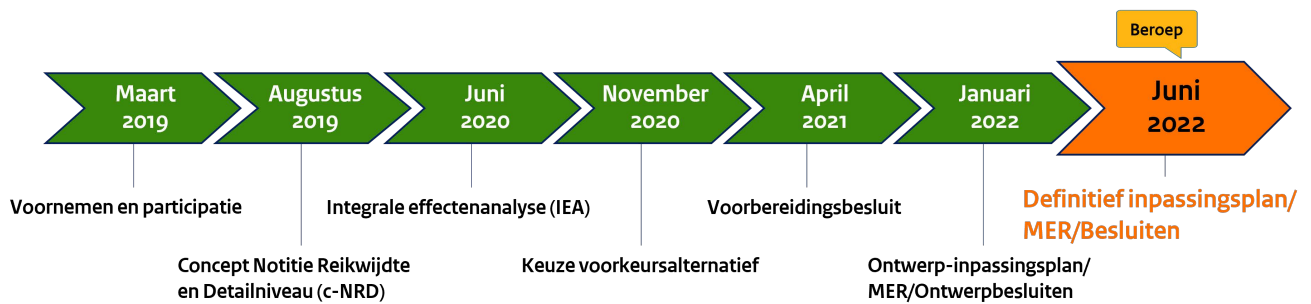 Beroep
Maart
2019
Augustus
2019
Juni
2020
November
2020
April
2021
Januari
2022
Juni
2022
Voornemen en participatie
Concept Notitie Reikwijdte
en Detailniveau (c-NRD)
Integrale effectenanalyse (IEA)
Keuze voorkeursalternatief
Voorbereidingsbesluit
Ontwerp-inpassingsplan/
MER/Ontwerpbesluiten
Definitief inpassingsplan/
MER/Besluiten